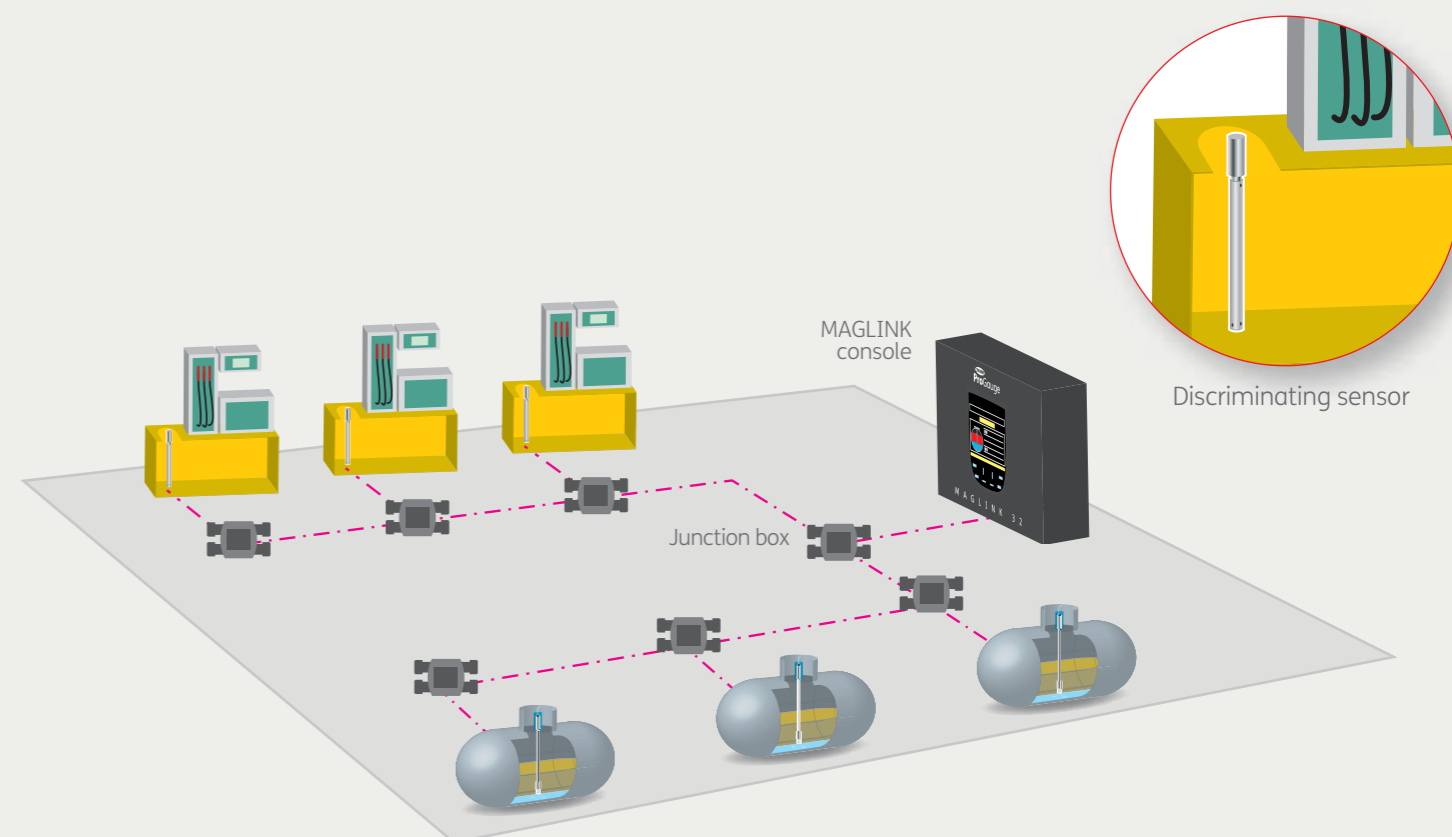 MAGLINK
console
ProGauge
MAGLINK 32
Discriminating sensor
Junction box